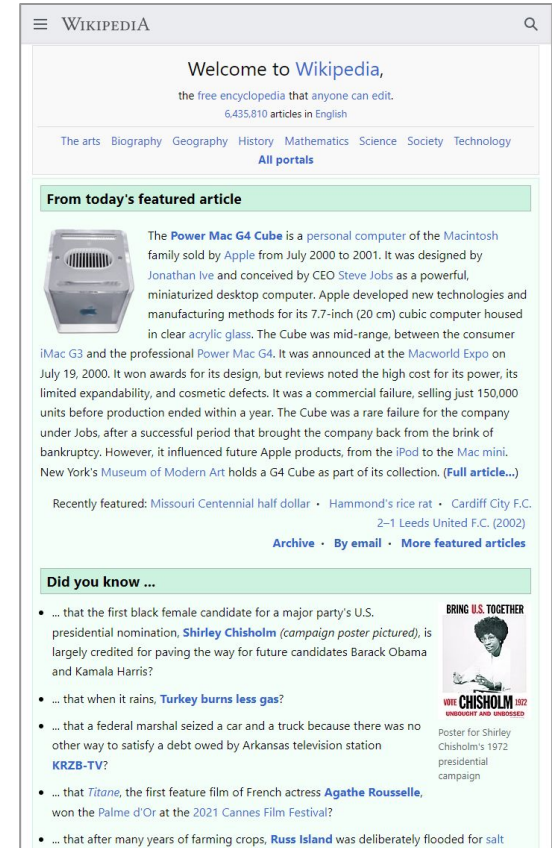 WIKIPEDIA
Welcome to Wikipedia,
the free encyclopedia that anyone can edit.
6,435,810 articles in English
The arts Biography Geography History Mathematics Science Society Technology
All portals
From today's featured article
The Power Mac G4 Cube is a personal computer of the Macintosh
family sold by Apple from July 2000 to 2001. It was designed by
Jonathan Ive and conceived by CEO Steve Jobs as a powerful,
miniaturized desktop computer. Apple developed new technologies and
manufacturing methods for its 7.7-inch (20 cm) cubic computer housed
in clear acrylic glass. The Cube was mid-range, between the consumer
iMac G3 and the professional Power Mac G4. It was announced at the Macworld Expo on
July 19, 2000. It won awards for its design, but reviews noted the high cost for its power, its
limited expandability, and cosmetic defects. It was a commercial failure, selling just 150,000
units before production ended within a year. The Cube was a rare failure for the company
under Jobs, after a successful period that brought the company back from the brink of
bankruptcy. However, it influenced future Apple products, from the iPod to the Mac mini.
New York's Museum of Modern Art holds a G4 Cube as part of its collection. (Full article...)
Recently featured: Missouri Centennial half dollar • Hammond's rice rat • Cardiff City F.C.
2–1 Leeds United F.C. (2002)
Archive • By email • More featured articles
Did you know ...
... that the first black female candidate for a major party's U.S.
presidential nomination, Shirley Chisholm (campaign poster pictured), is
largely credited for paving the way for future candidates Barack Obama
and Kamala Harris?
BRING U.S. TOGETHER
VOTE CHISHOLM 1972
UNBOUGHT AND UNBOSSED
Poster for Shirley
Chisholm's 1972
presidential
campaign
... that when it rains, Turkey burns less gas?
... that a federal marshal seized a car and a truck because there was no
other way to satisfy a debt owed by Arkansas television station
KRZB-TV?
... that Titane, the first feature film of French actress Agathe Rousselle,
won the Palme d'Or at the 2021 Cannes Film Festival?
... that after many years of farming crops, Russ Island was deliberately flooded for salt